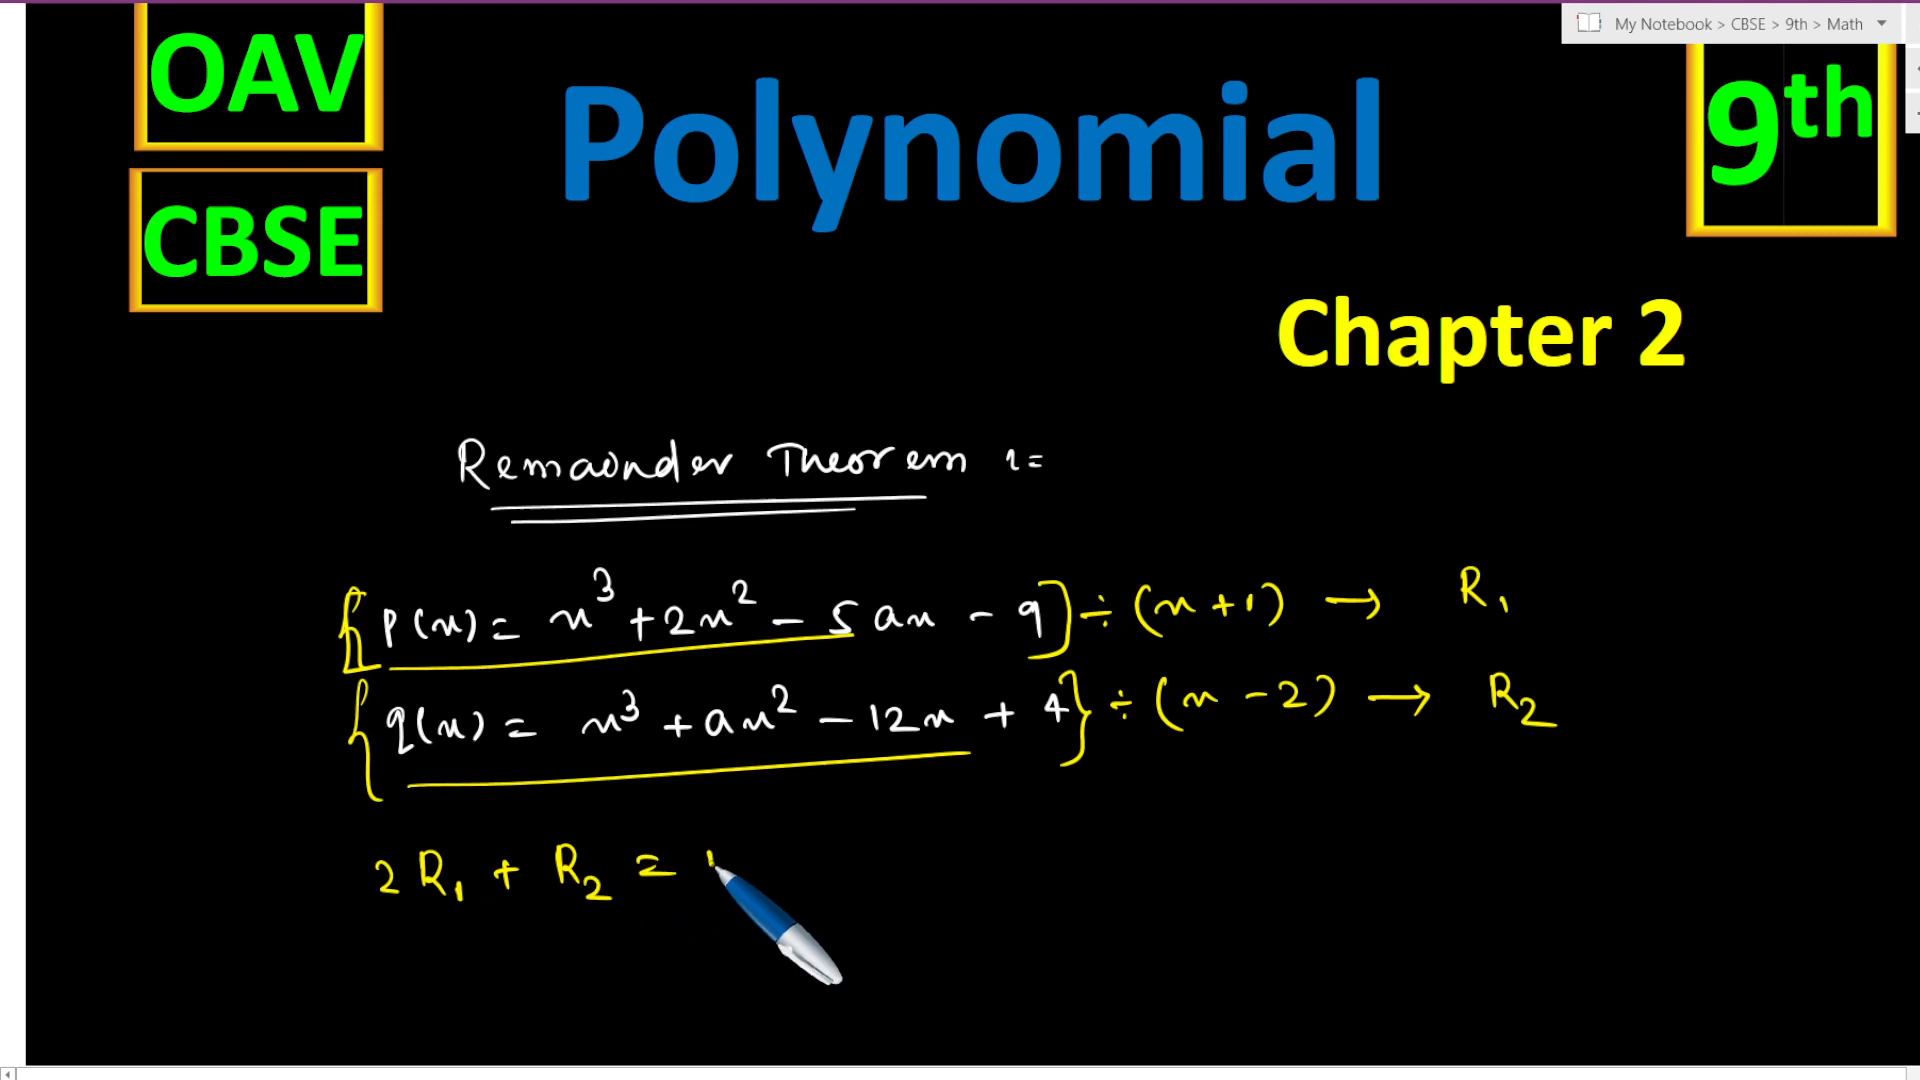 My Notebook > CBSE > 9th > Math
OAV
CBSE
Polynomial
9th
Chapter 2
Remainder Theorem :=
[p(x) = x³ + 2x² - 5ax - 9] ÷ (x + 1) → R₁
{q(x) = x³ + ax² - 12x + 4} ÷ (x - 2) → R₂
2R₁ + R₂ =